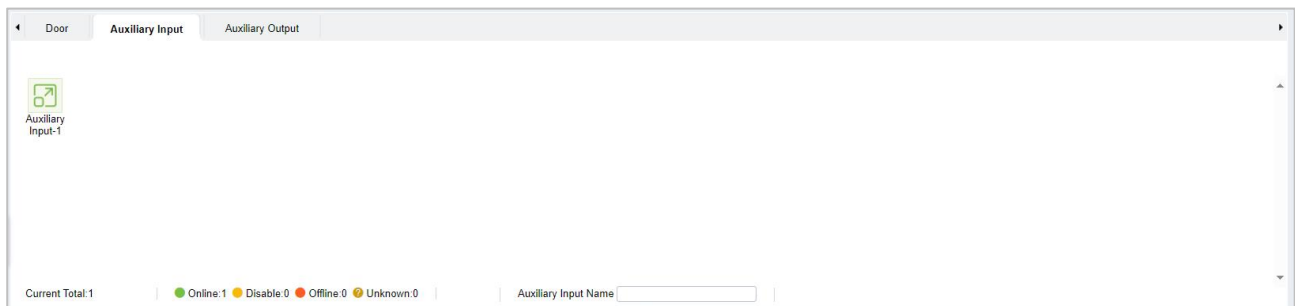 Door Auxiliary Input Auxiliary Output
Auxiliary
Input-1
Current Total:1 Online:1 Disable:0 Offline:0 ? Unknown:0 Auxiliary Input Name